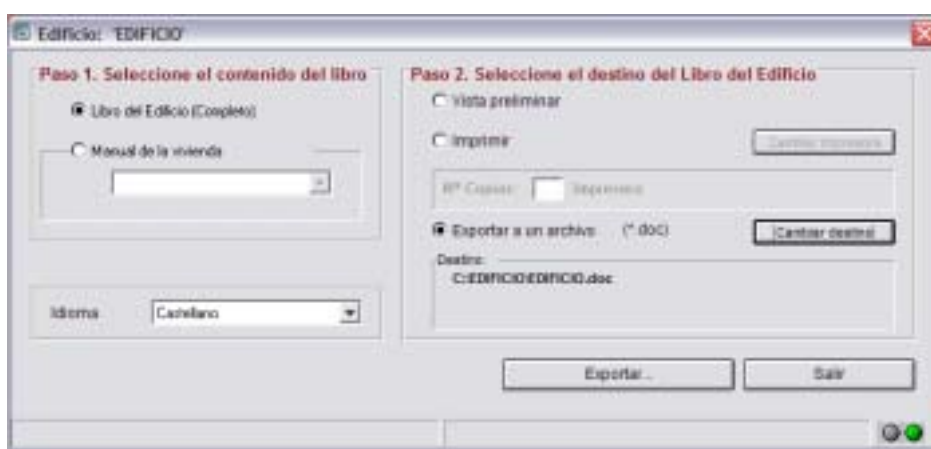 Edificio: 'EDIFICIO'
Paso 1. Seleccione el contenido del libro
Libro del Edificio (Completo)
Manual de la vivienda
Idioma
Castellano
Paso 2. Seleccione el destino del Libro del Edificio
Vista preliminar
Imprimir
Cambiar impresora
Nº Copias:
Impresora:
Exportar a un archivo (*.doc)
Cambiar destino
Destino:
C:\EDIFICIO\EDIFICIO.doc
Exportar...
Salir